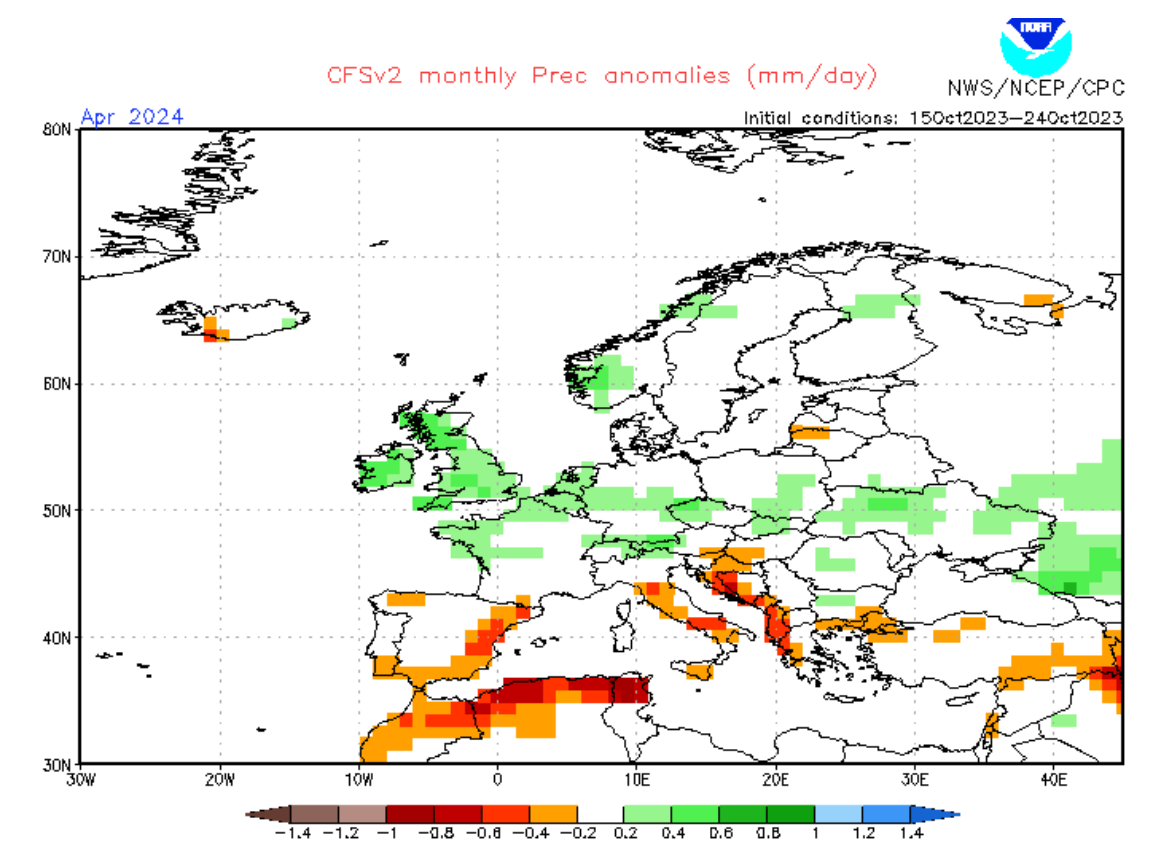 NOAA
CFSv2 monthly Prec anomalies (mm/day)
NWS/NCEP/CPC
Apr 2024
Initial conditions: 15Oct2023–24Oct2023
80N
70N
60N
50N
40N
30N
30W 20W 10W 0 10E 20E 30E 40E
-1.4 -1.2 -1 -0.8 -0.6 -0.4 -0.2 0.2 0.4 0.6 0.8 1 1.2 1.4